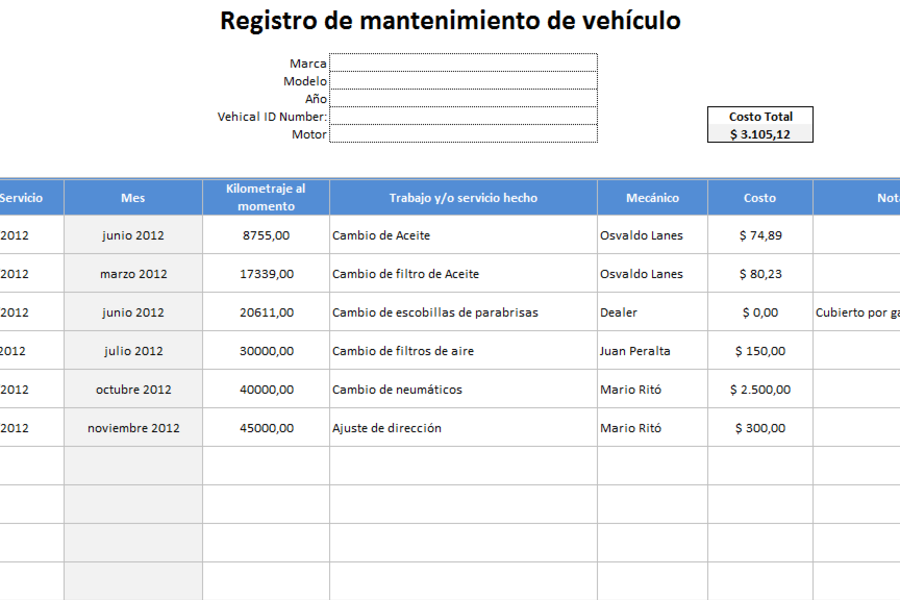 Registro de mantenimiento de vehículo
Marca
Modelo
Año
Vehical ID Number:
Motor
Costo Total
$ 3.105,12
Servicio Mes Kilometraje al momento Trabajo y/o servicio hecho Mecánico Costo
2012 junio 2012 8755,00 Cambio de Aceite Osvaldo Lanes $ 74,89
2012 marzo 2012 17339,00 Cambio de filtro de Aceite Osvaldo Lanes $ 80,23
2012 junio 2012 20611,00 Cambio de escobillas de parabrisas Dealer $ 0,00 Cubierto por
2012 julio 2012 30000,00 Cambio de filtros de aire Juan Peralta $ 150,00
2012 octubre 2012 40000,00 Cambio de neumáticos Mario Ritó $ 2.500,00
2012 noviembre 2012 45000,00 Ajuste de dirección Mario Ritó $ 300,00